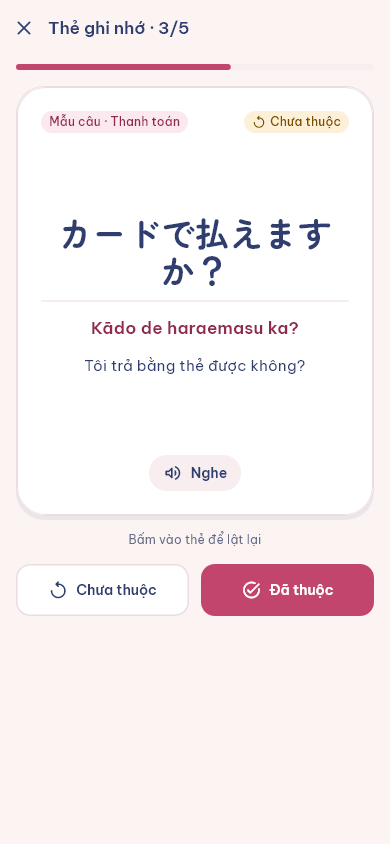 Thẻ ghi nhớ · 3/5
Mẫu câu · Thanh toán
Chưa thuộc
カードで払えます
か？
Kādo de haraemasu ka?
Tôi trả bằng thẻ được không?
Nghe
Bấm vào thẻ để lật lại
Chưa thuộc
Đã thuộc